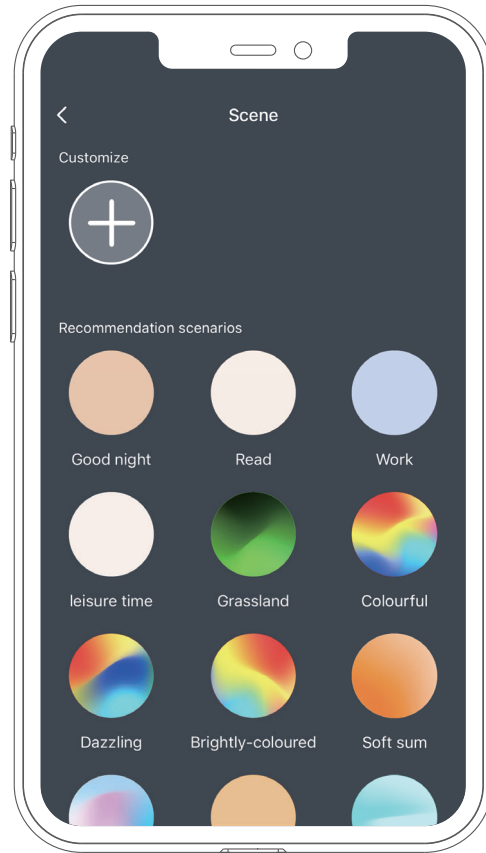 Scene
Customize
Recommendation scenarios
Good night Read Work
leisure time Grassland Colourful
Dazzling Brightly-coloured Soft sum